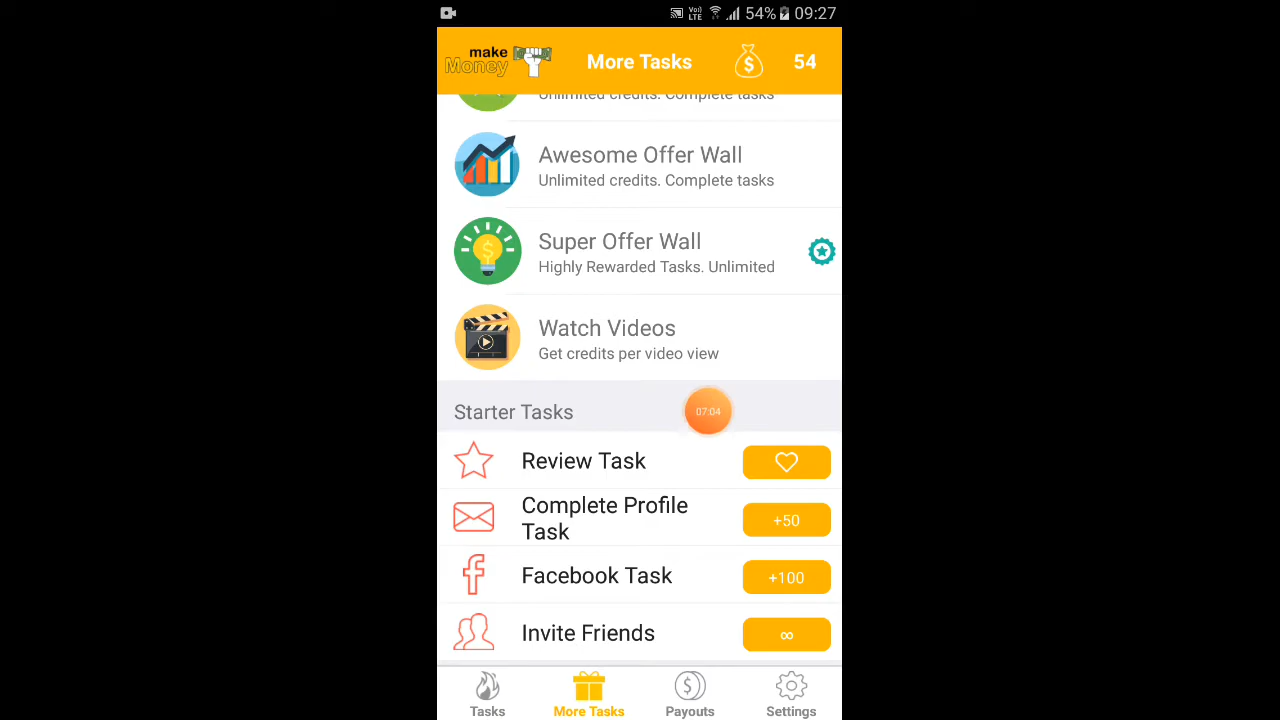 Vo)) LTE 54% 09:27
make Money More Tasks $ 54
Unlimited credits. Complete tasks
Awesome Offer Wall
Unlimited credits. Complete tasks
Super Offer Wall
Highly Rewarded Tasks. Unlimited
Watch Videos
Get credits per video view
Starter Tasks 07:04
Review Task
Complete Profile
Task +50
Facebook Task +100
Invite Friends ∞
Tasks More Tasks Payouts Settings